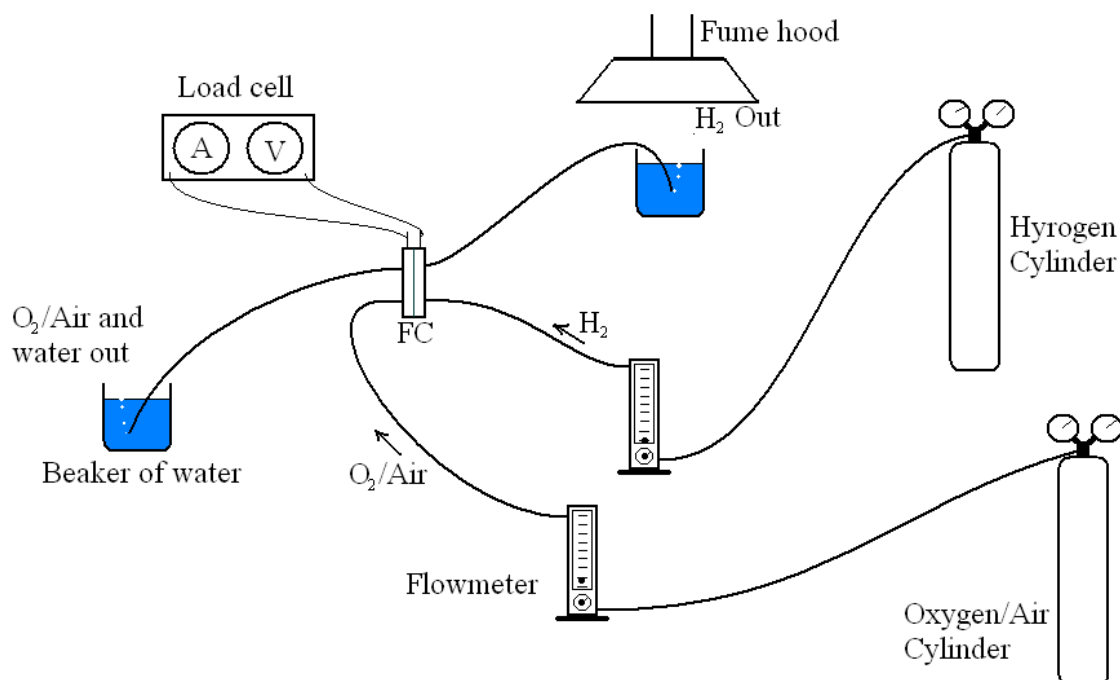 Fume hood
Load cell
A
V
H₂ Out
Hyrogen
Cylinder
O₂/Air and
water out
FC
H₂
Beaker of water
O₂/Air
Flowmeter
Oxygen/Air
Cylinder